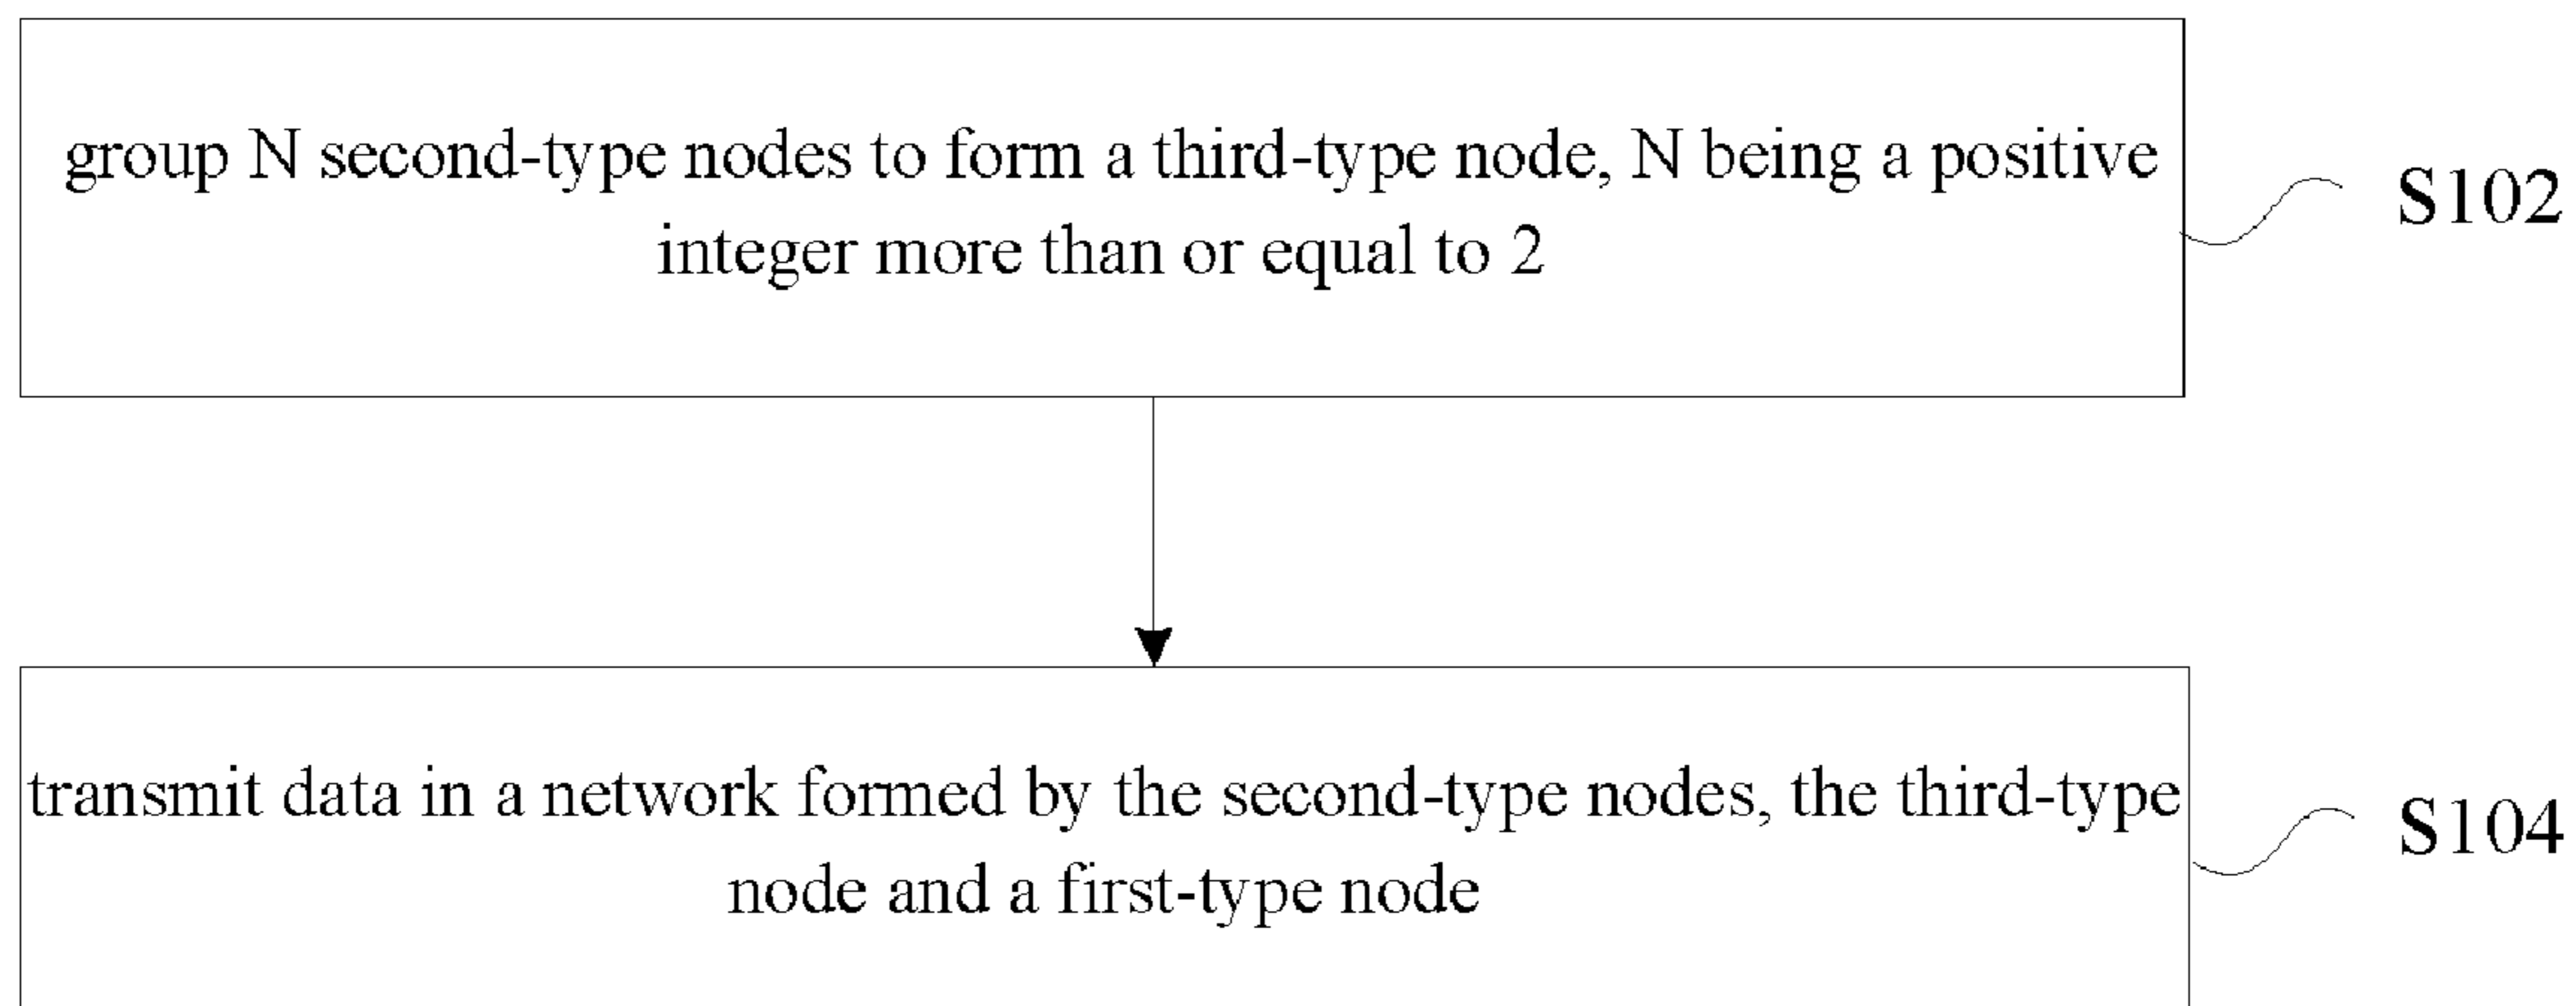 group N second-type nodes to form a third-type node, N being a positive
integer more than or equal to 2
S102
transmit data in a network formed by the second-type nodes, the third-type
node and a first-type node
S104